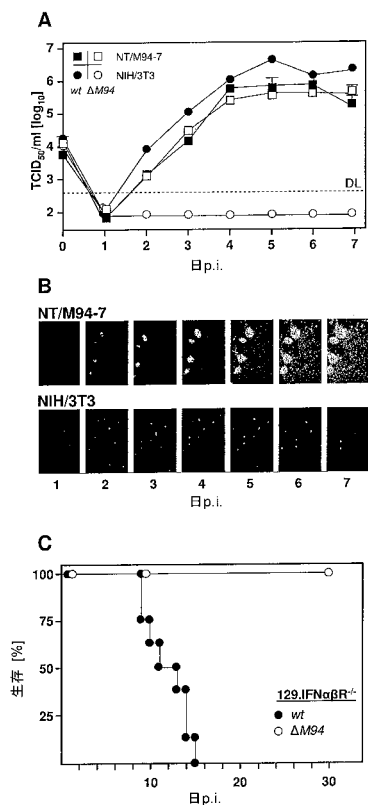 A
7
6
5
4
3
2
TCID50/ml [log10]
■ □ NT/M94-7
● ○ NIH/3T3
wt ΔM94
DL
0 1 2 3 4 5 6 7
日p.i.
B
NT/M94-7
NIH/3T3
1 2 3 4 5 6 7
日p.i.
C
100
75
50
25
生存 [%]
129.IFNαβR-/-
● wt
○ ΔM94
10 20 30
日p.i.